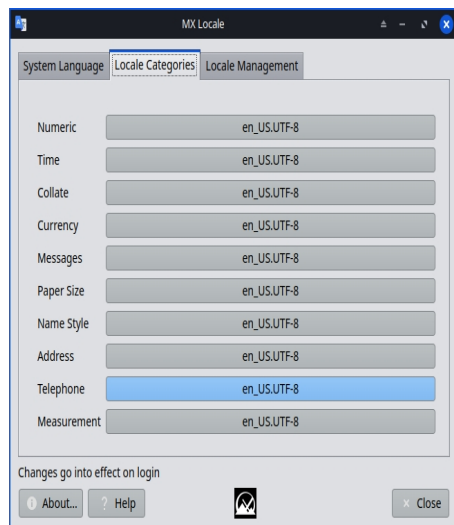 MX Locale
System Language Locale Categories Locale Management
Numeric en_US.UTF-8
Time en_US.UTF-8
Collate en_US.UTF-8
Currency en_US.UTF-8
Messages en_US.UTF-8
Paper Size en_US.UTF-8
Name Style en_US.UTF-8
Address en_US.UTF-8
Telephone en_US.UTF-8
Measurement en_US.UTF-8
Changes go into effect on login
About... ? Help × Close